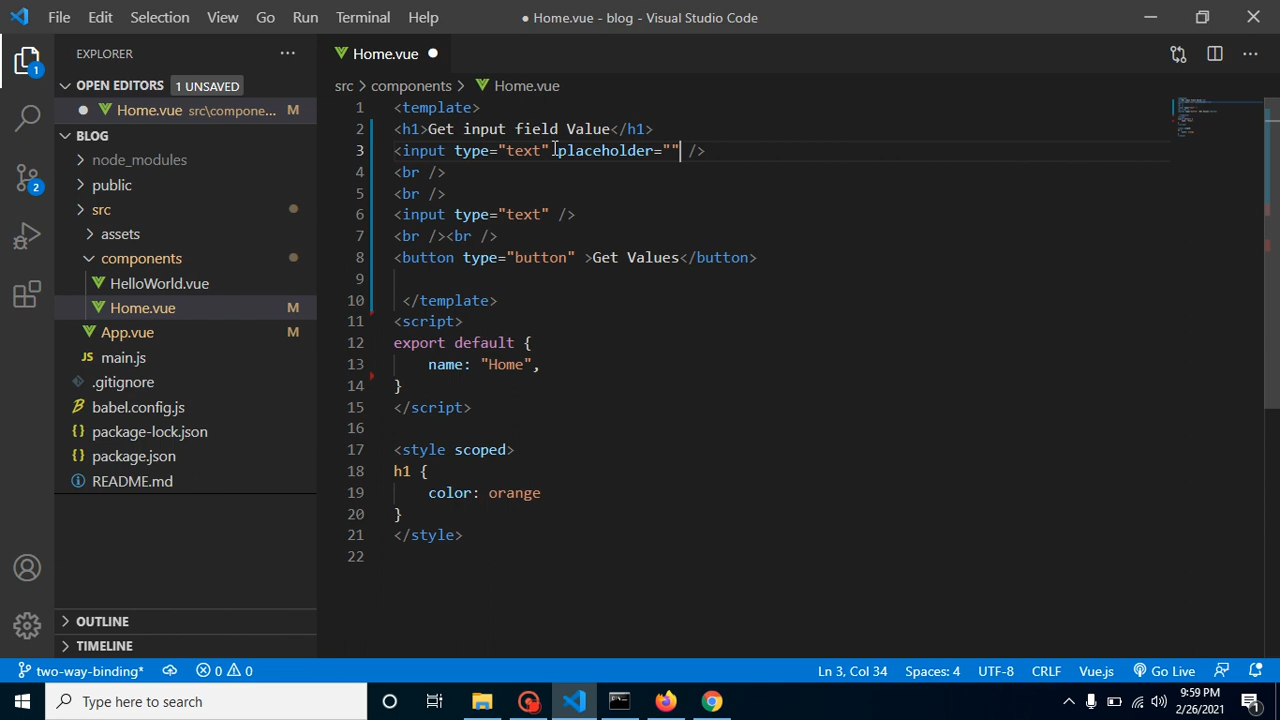 File Edit Selection View Go Run Terminal Help
● Home.vue - blog - Visual Studio Code
EXPLORER
OPEN EDITORS 1 UNSAVED
Home.vue src\compone... M
BLOG
node_modules
public
src
assets
components
HelloWorld.vue
Home.vue M
App.vue M
JS main.js
.gitignore
babel.config.js
package-lock.json
package.json
README.md
OUTLINE
TIMELINE
1
2
Home.vue
src > components > Home.vue
1 <template>
2 <h1>Get input field Value</h1>
3 <input type="text" placeholder="" />
4 <br />
5 <br />
6 <input type="text" />
7 <br /><br />
8 <button type="button" >Get Values</button>
9
10 </template>
11 <script>
12 export default {
13 name: "Home",
14 }
15 </script>
16
17 <style scoped>
18 h1 {
19 color: orange
20 }
21 </style>
22
two-way-binding* 0 0 Ln 3, Col 34 Spaces: 4 UTF-8 CRLF Vue.js Go Live
Type here to search
9:59 PM
2/26/2021
1